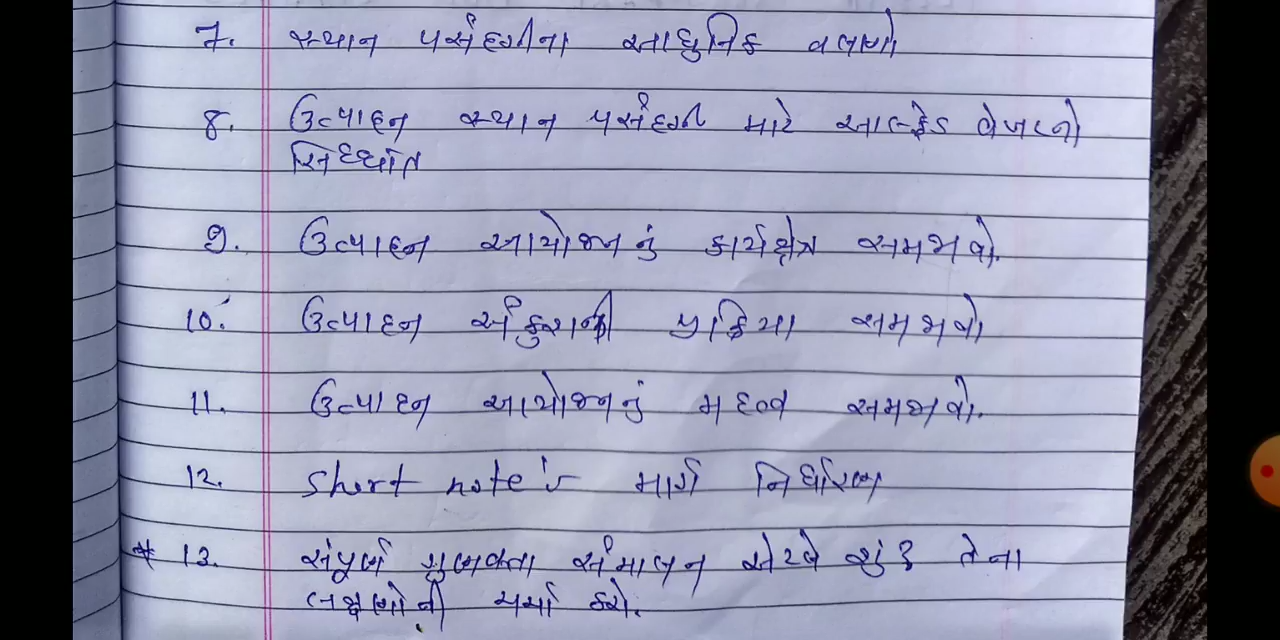 7. સ્થાન પસંદગીના આધુનિક વલણો
8. ઉત્પાદન સ્થાન પસંદગી માટે આલ્ફ્રેડ વેબરનો
સિધ્ધાંત
9. ઉત્પાદન આયોજનનું કાર્યક્ષેત્ર સમજાવો.
10. ઉત્પાદન અંકુશની પ્રક્રિયા સમજાવો
11. ઉત્પાદન આયોજનનું મહત્વ સમજાવો.
12. Short note's માર્ગ નિર્ધારણ
* 13. સંપૂર્ણ ગુણવત્તા સંચાલન એટલે શું? તેના
લક્ષણોની ચર્ચા કરો.